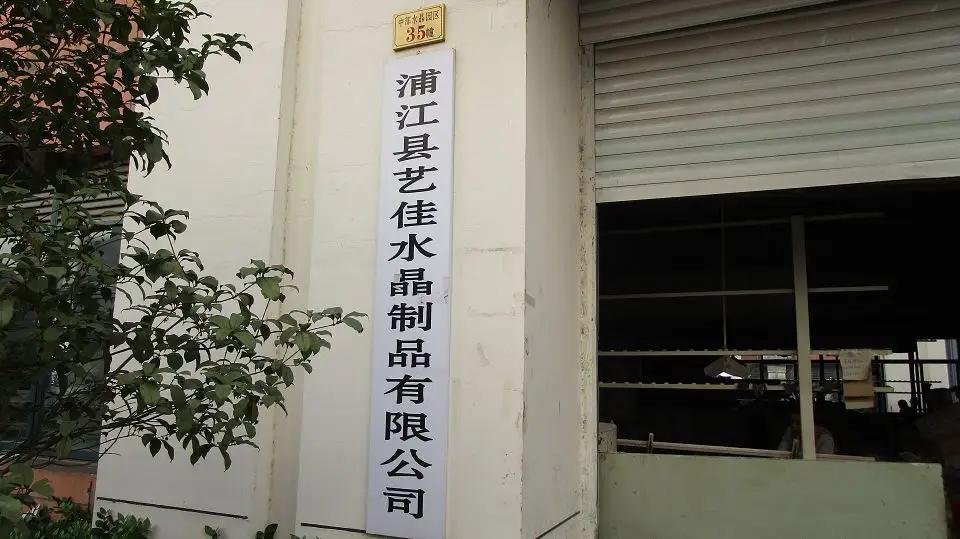 中部水晶园区
35幢
浦江县艺佳水晶制品有限公司